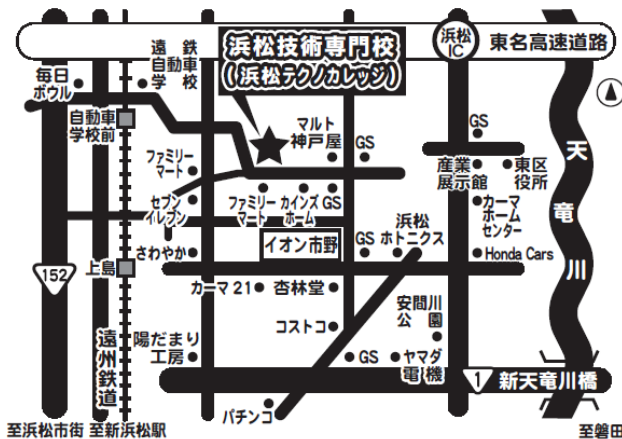 浜松技術専門校
(浜松テクノカレッジ)
浜松
IC
東名高速道路
毎日
ボウル
遠鉄
自動車
学校
自動車
学校前
マルト
神戸屋
GS
GS
産業
展示館
東区
役所
天竜川
ファミリー
マート
セブン
イレブン
ファミリー
マート
カインズ
ホーム
GS
カーマ
ホーム
センター
浜松
ホトニクス
イオン市野
GS
さわやか
Honda Cars
152
上島
カーマ21
杏林堂
安間川
公園
コストコ
遠州鉄道
陽だまり
工房
GS
ヤマダ
電機
1
新天竜川橋
パチンコ
至浜松市街
至新浜松駅
至磐田